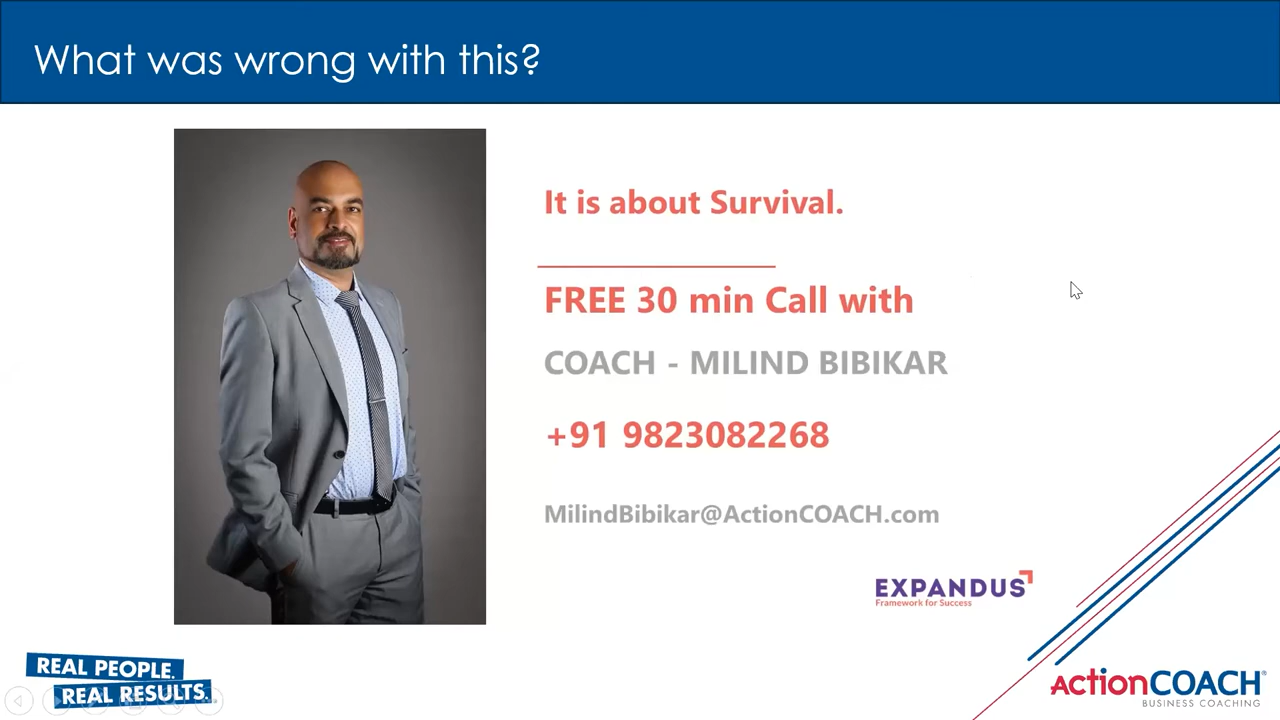 What was wrong with this?
It is about Survival.
FREE 30 min Call with
COACH - MILIND BIBIKAR
+91 9823082268
MilindBibikar@ActionCOACH.com
EXPANDUS
Framework for Success
REAL PEOPLE.
REAL RESULTS.
ActionCOACH®
BUSINESS COACHING